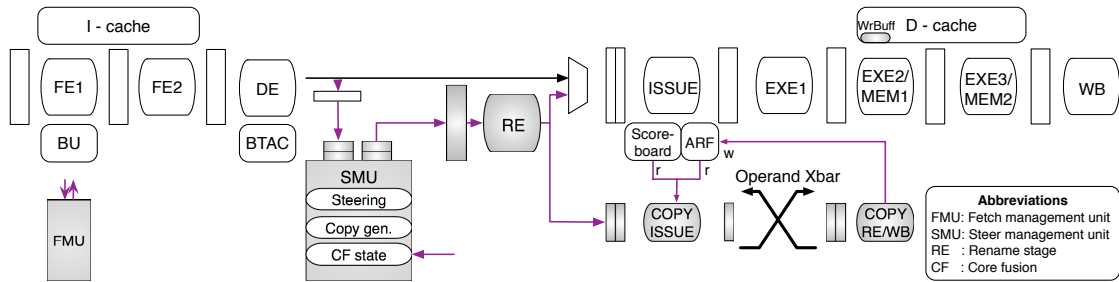 I - cache
WrBuff
D - cache
FE1
FE2
DE
ISSUE
EXE1
EXE2/
MEM1
EXE3/
MEM2
WB
BU
BTAC
RE
Score-
board
ARF
w
r
r
SMU
Steering
Copy gen.
CF state
FMU
Operand Xbar
COPY
ISSUE
COPY
RE/WB
Abbreviations
FMU: Fetch management unit
SMU: Steer management unit
RE : Rename stage
CF : Core fusion